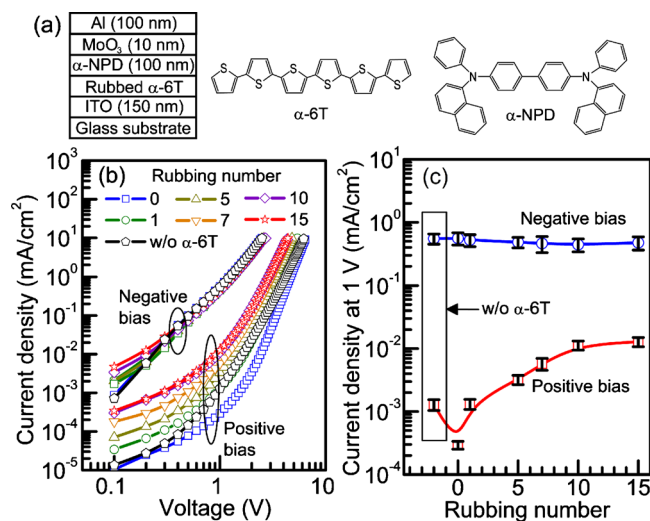 (a)
Al (100 nm)
MoO₃ (10 nm)
α-NPD (100 nm)
Rubbed α-6T
ITO (150 nm)
Glass substrate
S S S S S S
α-6T
N N
α-NPD
(b)
Rubbing number
0 5 10
1 7 15
w/o α-6T
Negative
bias
Positive
bias
10³
10²
10¹
10⁰
10⁻¹
10⁻²
10⁻³
10⁻⁴
10⁻⁵
Current density (mA/cm²)
0.1 1 10
Voltage (V)
(c)
Negative bias
w/o α-6T
Positive bias
10¹
10⁰
10⁻¹
10⁻²
10⁻³
10⁻⁴
Current density at 1 V (mA/cm²)
0 5 10 15
Rubbing number